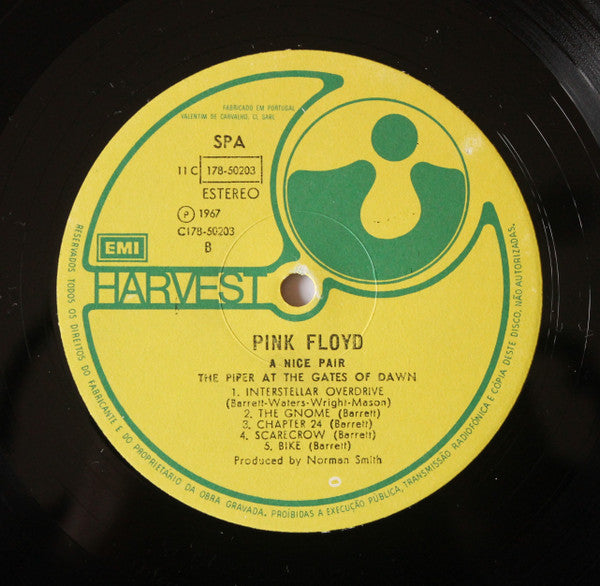 FABRICADO EM PORTUGAL
VALENTIM DE CARVALHO, CI, SARL
SPA
11 C 178-50203
ESTEREO
Ⓟ 1967
C178-50203
B
EMI
HARVEST
PINK FLOYD
A NICE PAIR
THE PIPER AT THE GATES OF DAWN
1. INTERSTELLAR OVERDRIVE
(Barrett-Waters-Wright-Mason)
2. THE GNOME (Barrett)
3. CHAPTER 24 (Barrett)
4. SCARECROW (Barrett)
5. BIKE (Barrett)
Produced by Norman Smith
RESERVADOS TODOS OS DIREITOS DO FABRICANTE E DO PROPRIETÁRIO DA OBRA GRAVADA. PROÍBIDAS A EXECUÇÃO PÚBLICA, TRANSMISSÃO RADIOFÓNICA E CÓPIA DESTE DISCO, NÃO AUTORIZADAS.